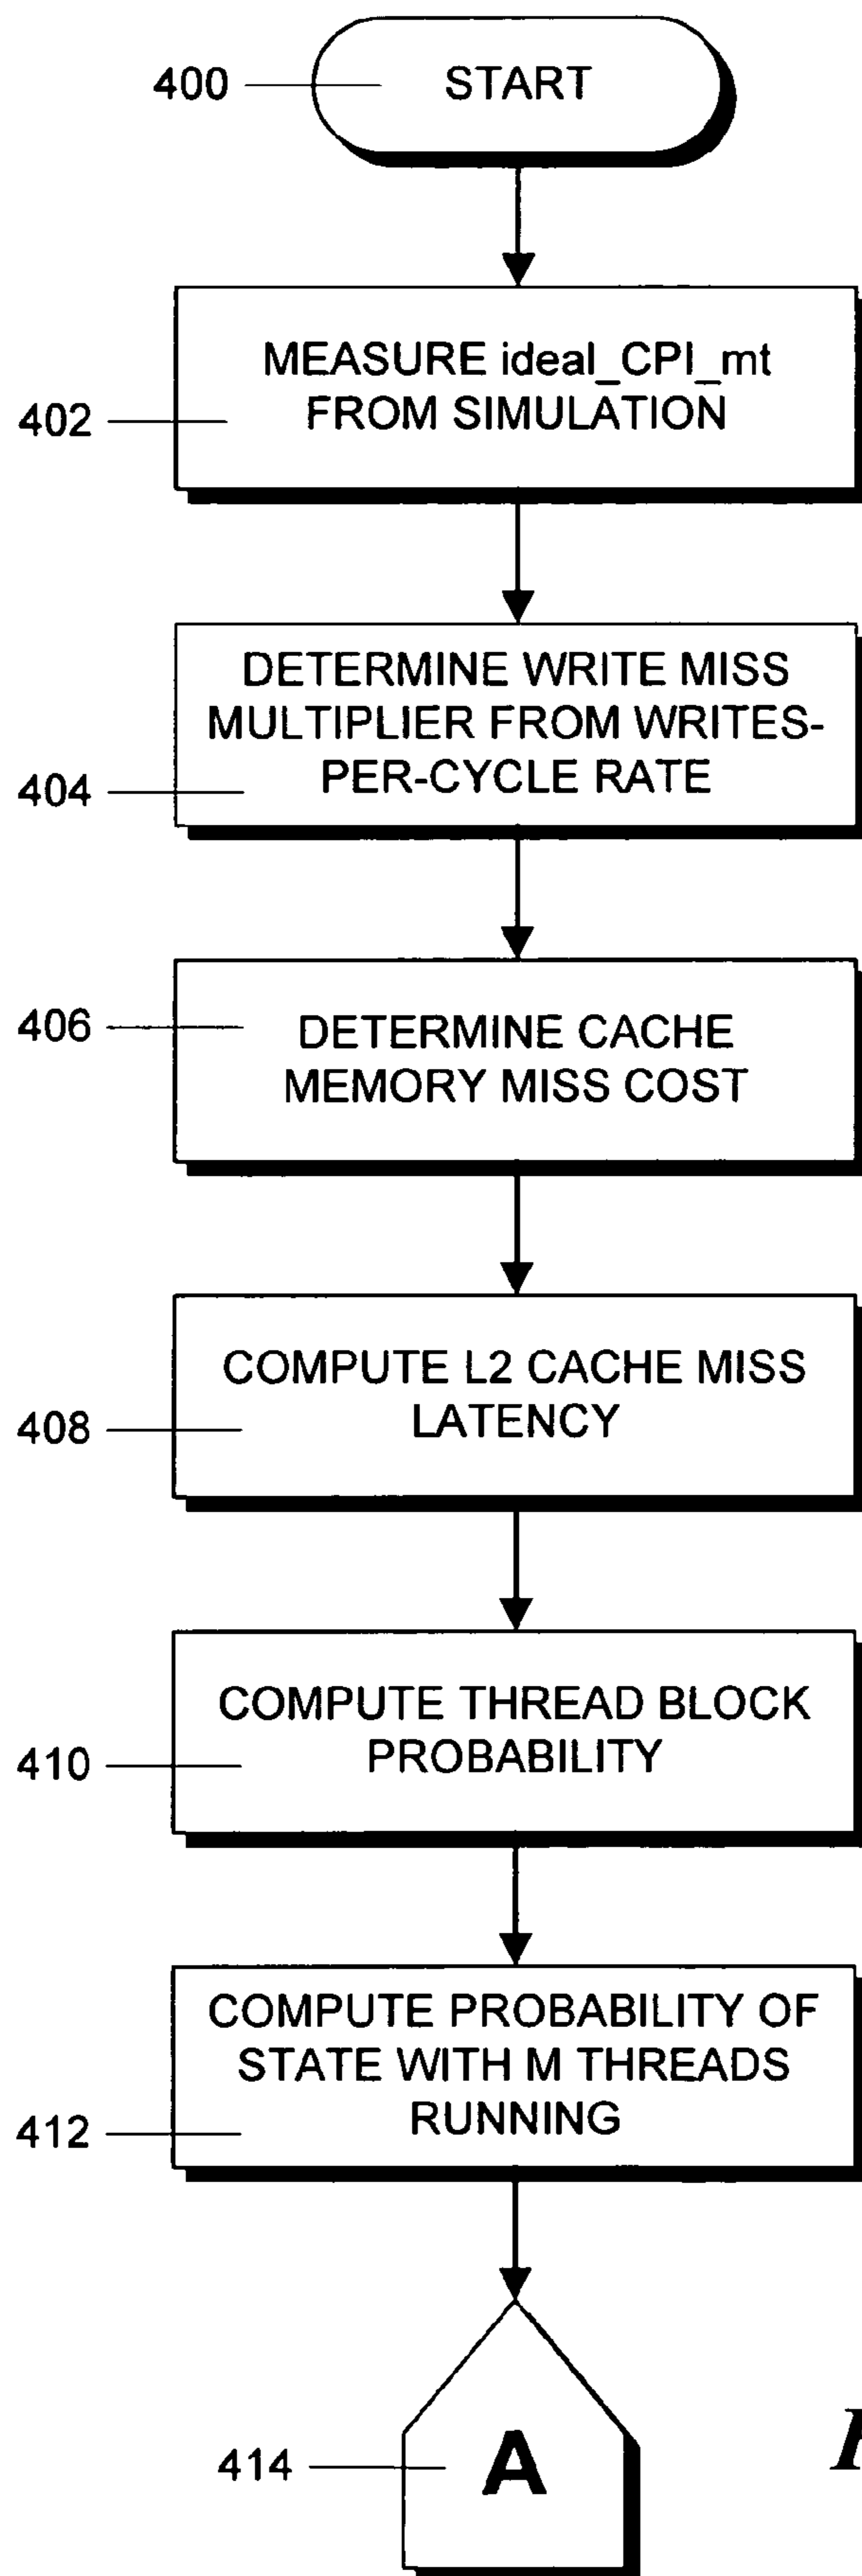 400
START
MEASURE ideal_CPI_mt
FROM SIMULATION
402
DETERMINE WRITE MISS
MULTIPLIER FROM WRITES-
PER-CYCLE RATE
404
406
DETERMINE CACHE
MEMORY MISS COST
COMPUTE L2 CACHE MISS
LATENCY
408
COMPUTE THREAD BLOCK
PROBABILITY
410
COMPUTE PROBABILITY OF
STATE WITH M THREADS
RUNNING
412
414
A